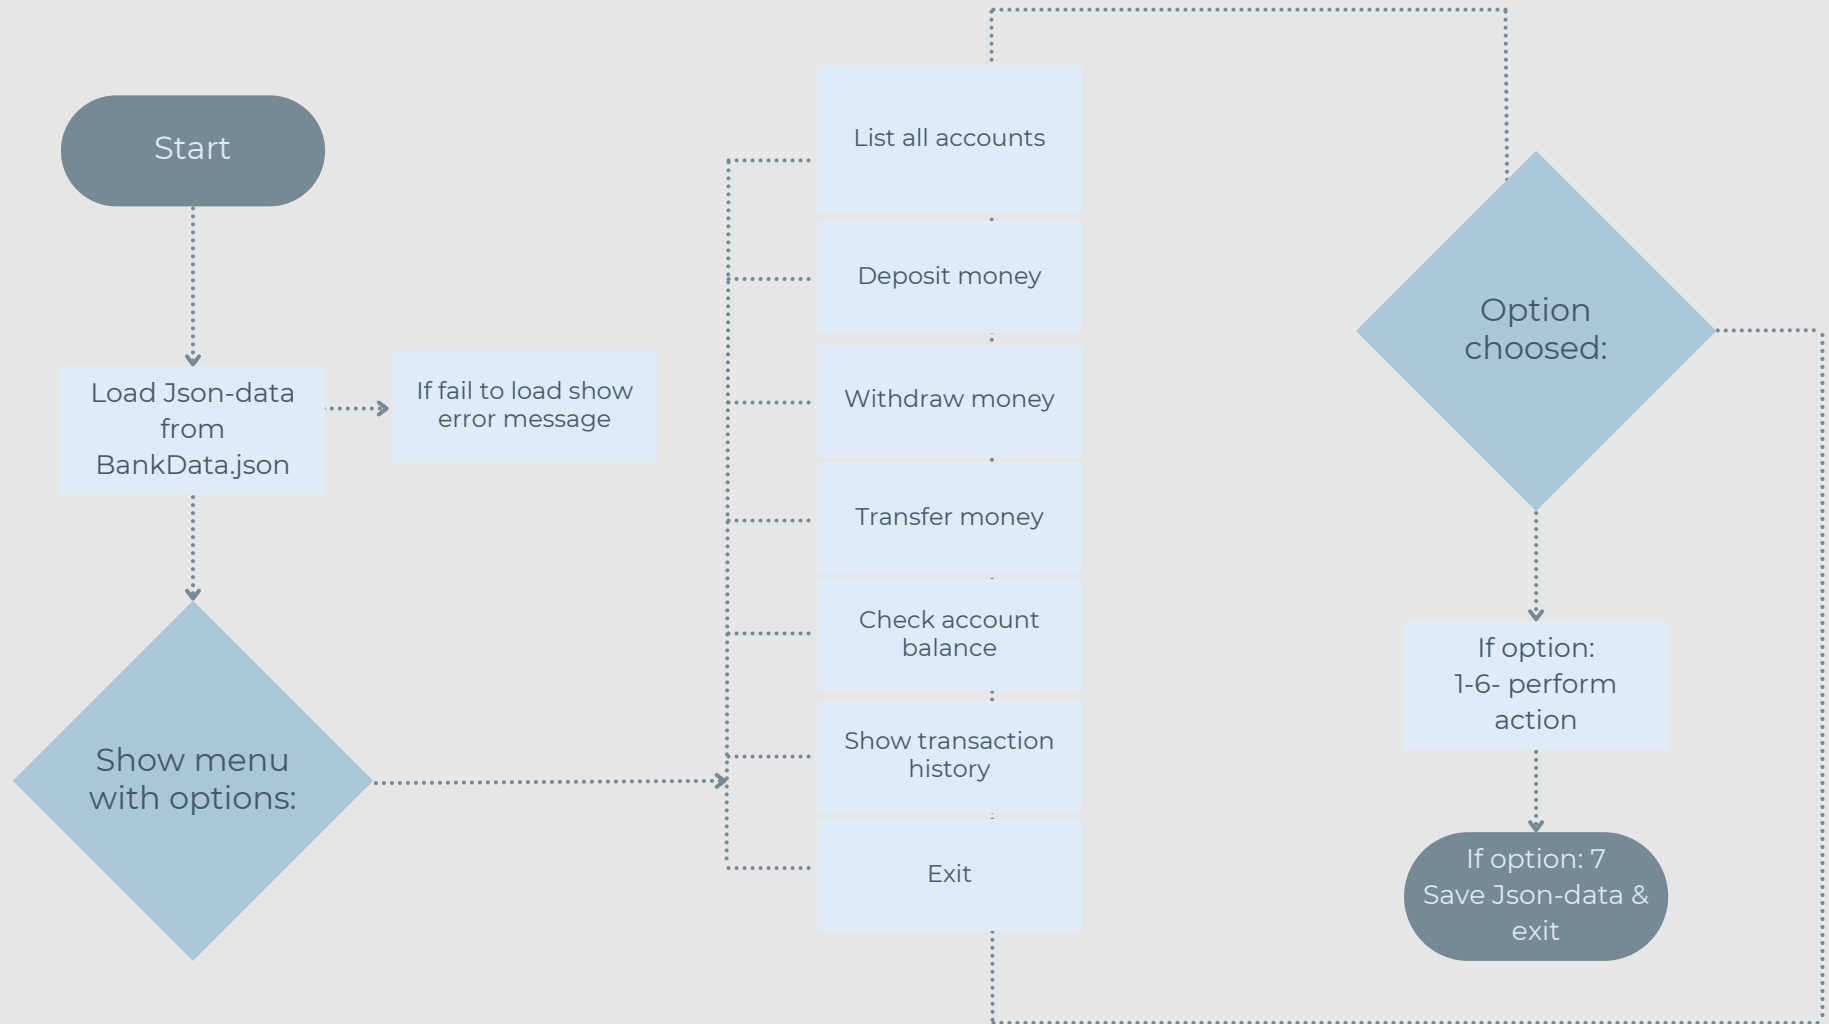 Start
Load Json-data
from
BankData.json
If fail to load show
error message
Show menu
with options:
List all accounts
Deposit money
Withdraw money
Transfer money
Check account
balance
Show transaction
history
Exit
Option
choosed:
If option:
1-6- perform
action
If option: 7
Save Json-data &
exit